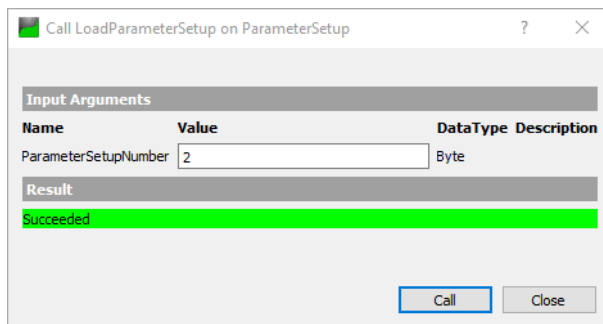 Call LoadParameterSetup on ParameterSetup ?
Input Arguments
Name Value DataType Description
ParameterSetupNumber 2 Byte
Result
Succeeded
Call Close